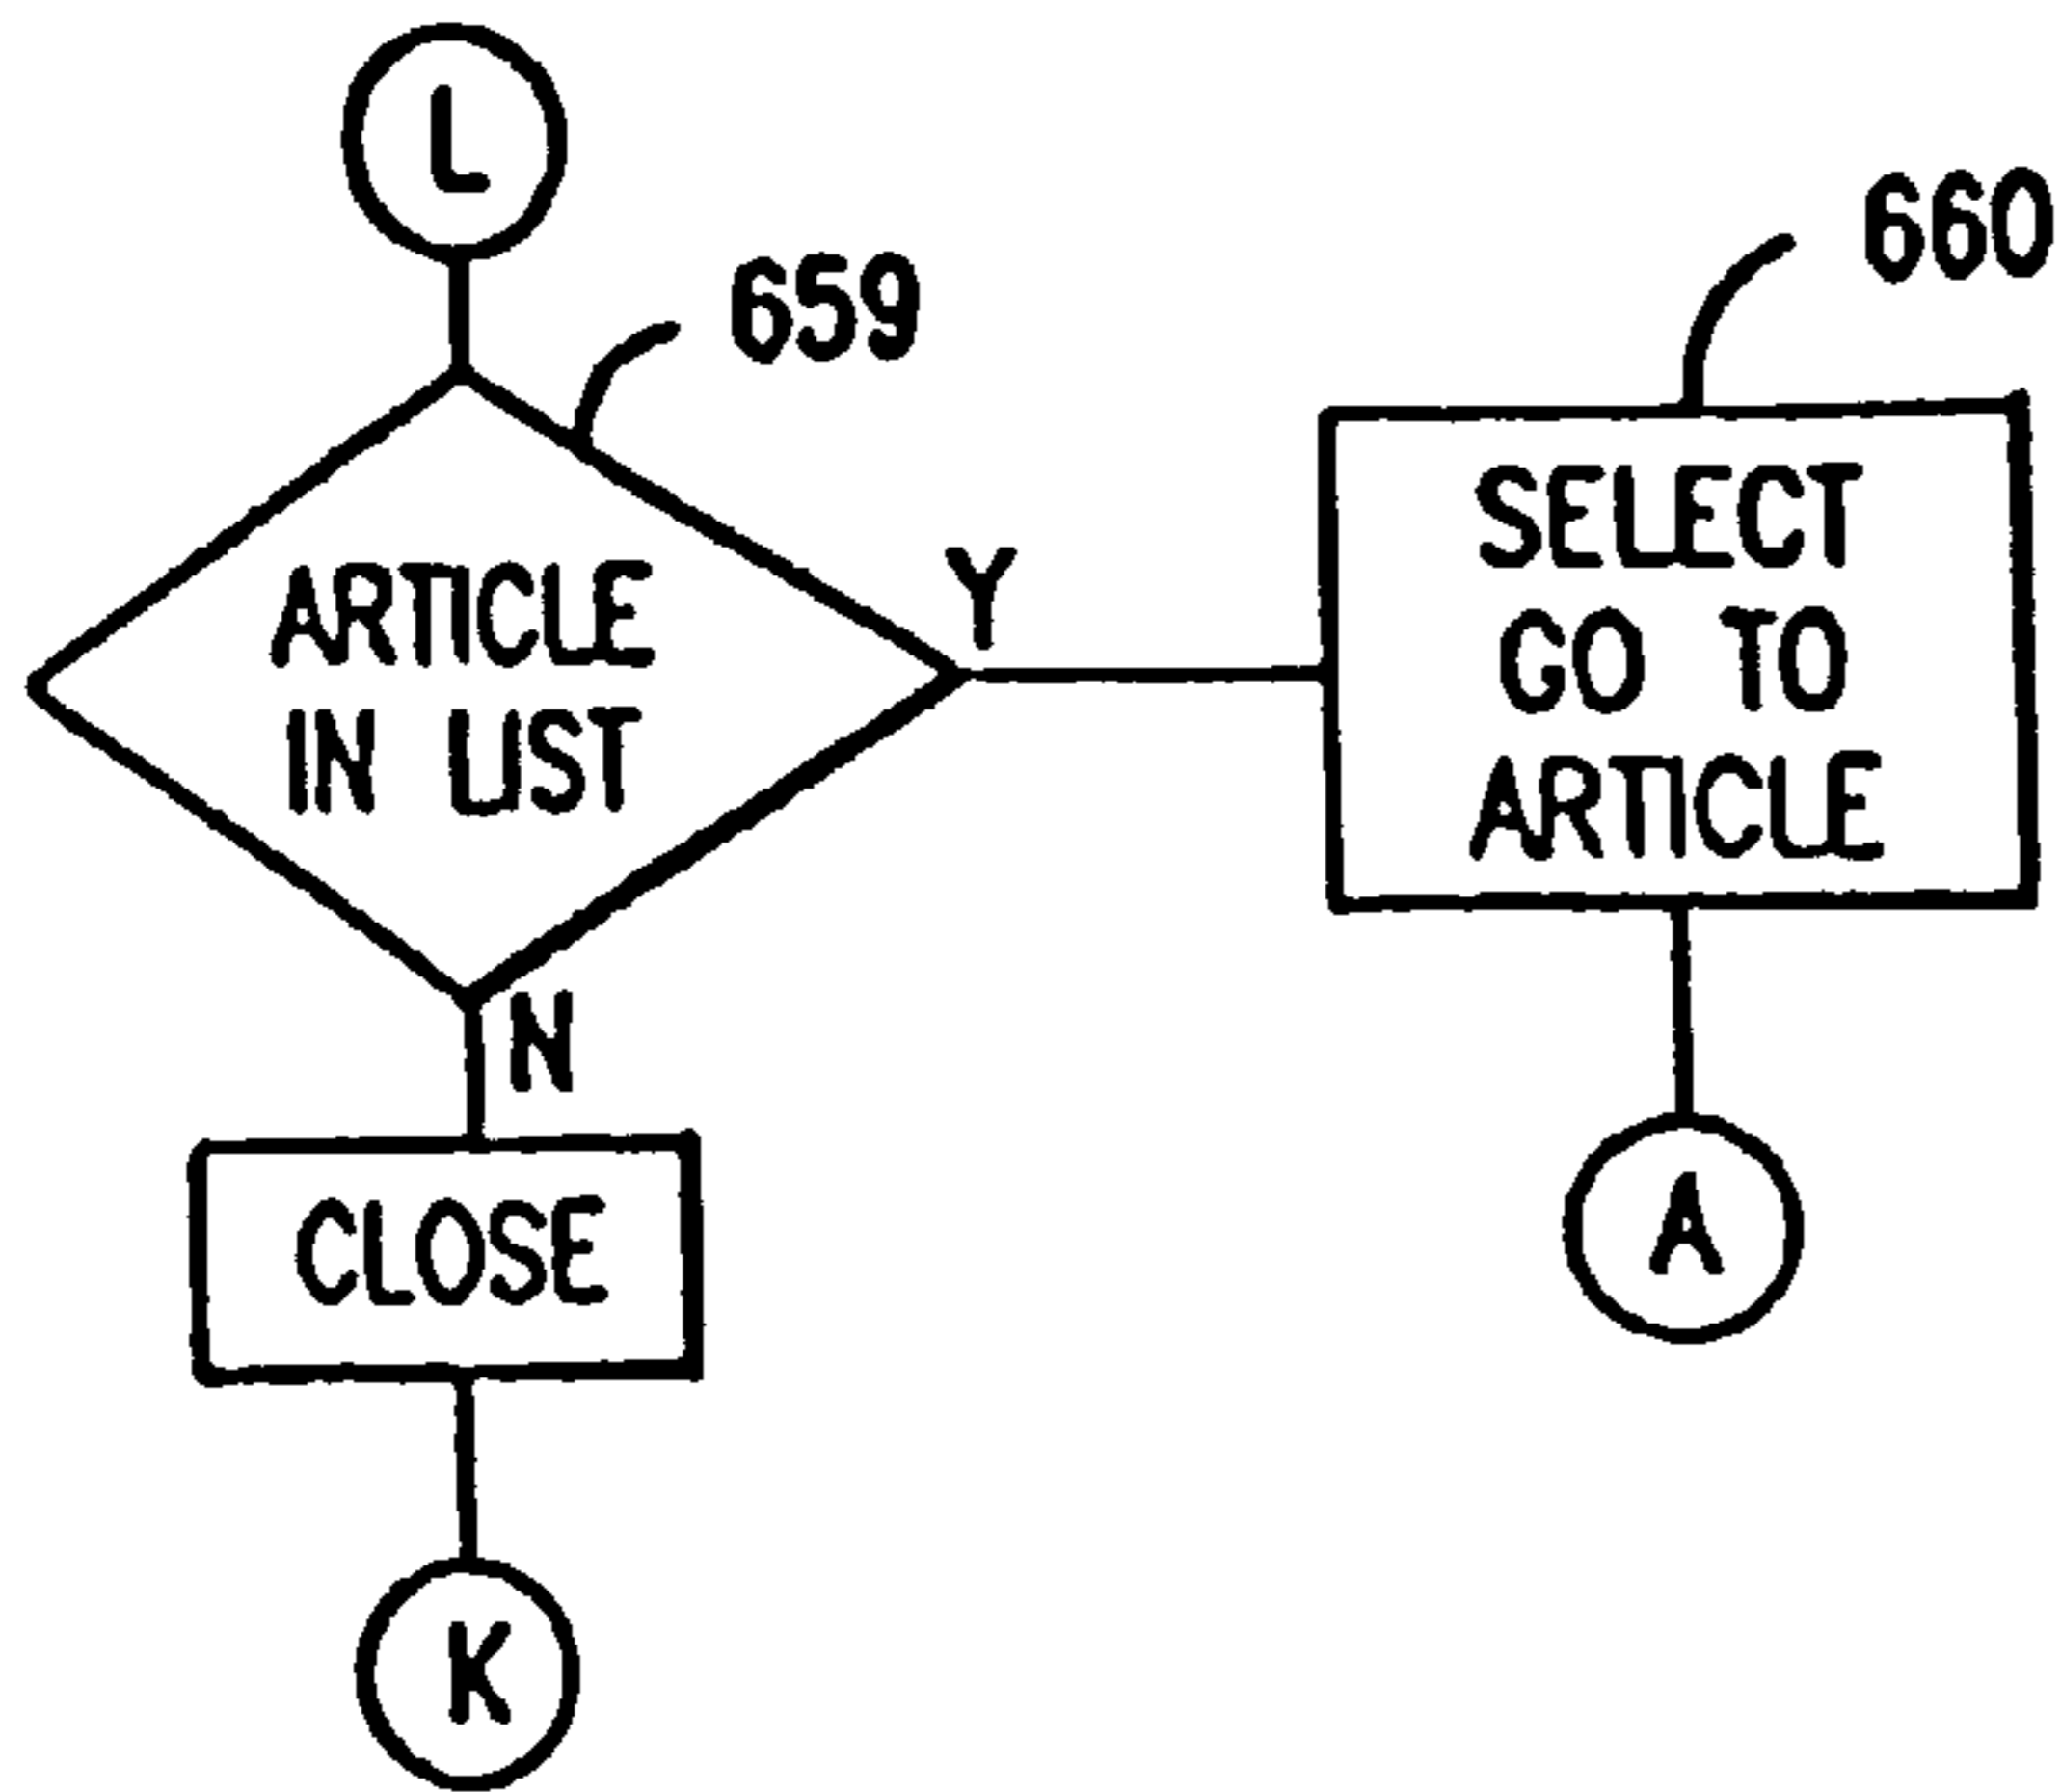 L
659
660
ARTICLE
IN LIST
Y
SELECT
GO TO
ARTICLE
N
CLOSE
A
K